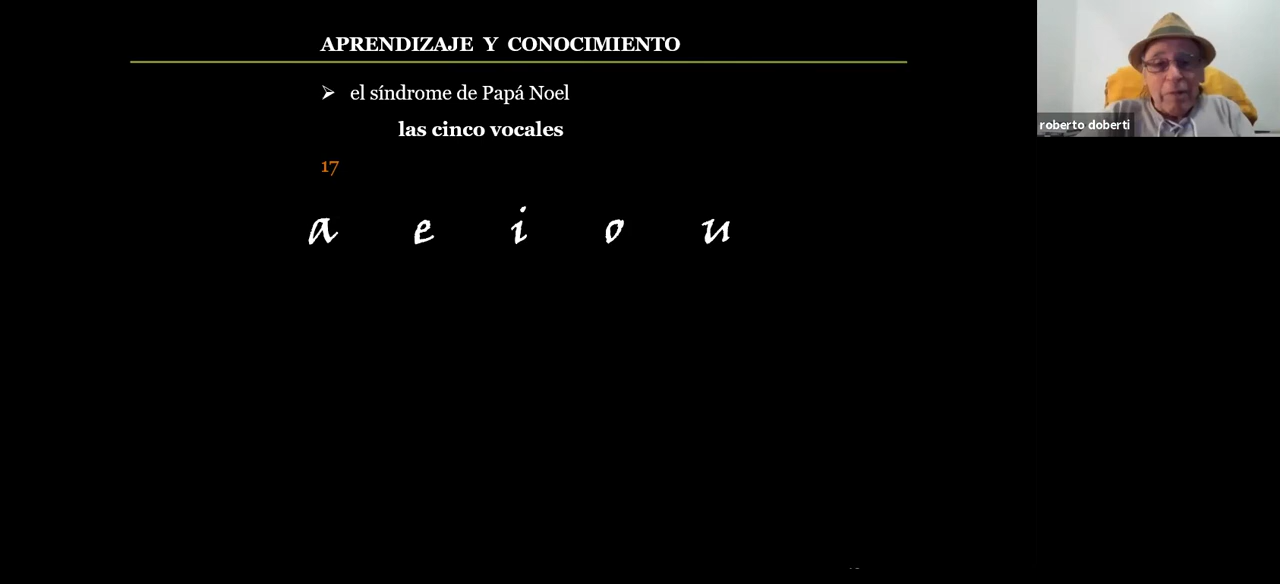 APRENDIZAJE Y CONOCIMIENTO
➢ el síndrome de Papá Noel
las cinco vocales
17
a e i o u
roberto doberti